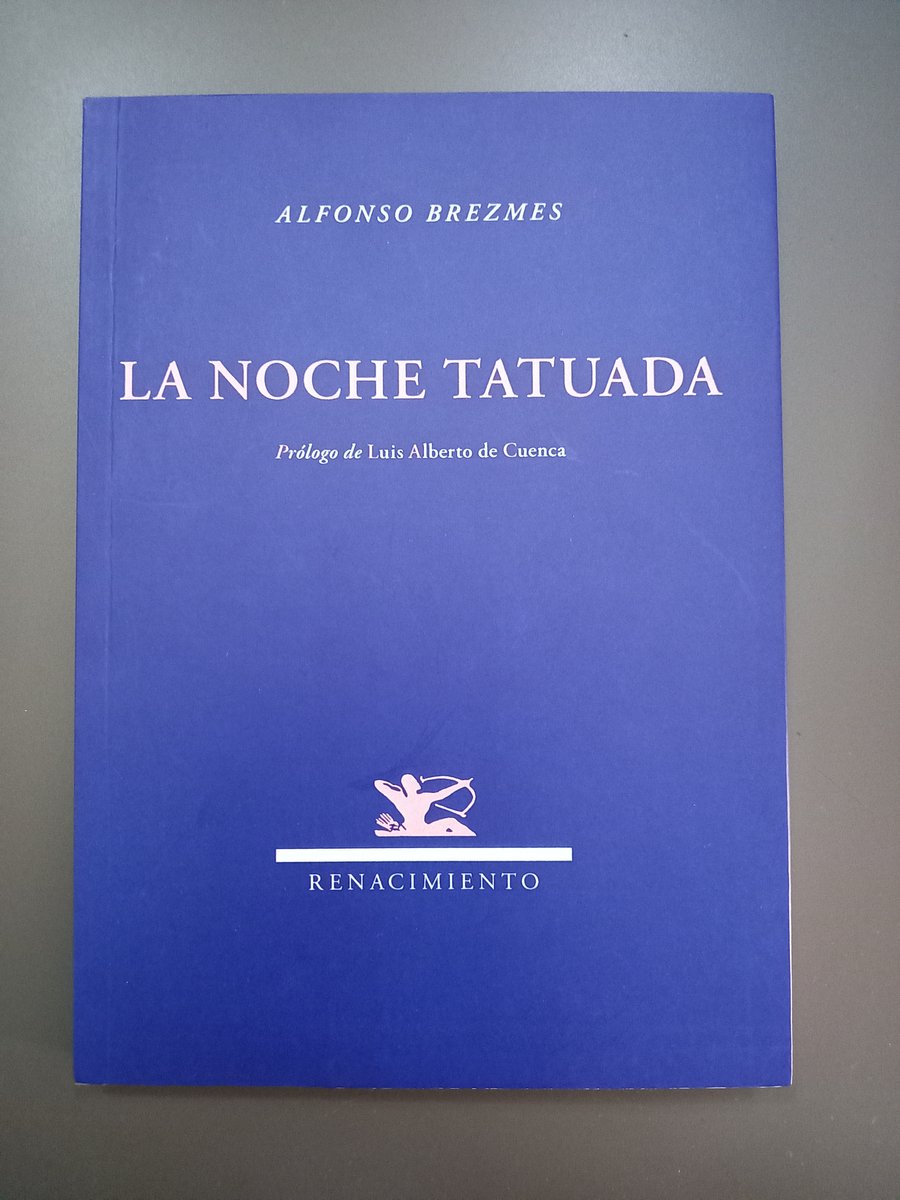 ALFONSO BREZMES
LA NOCHE TATUADA
Prólogo de Luis Alberto de Cuenca
RENACIMIENTO